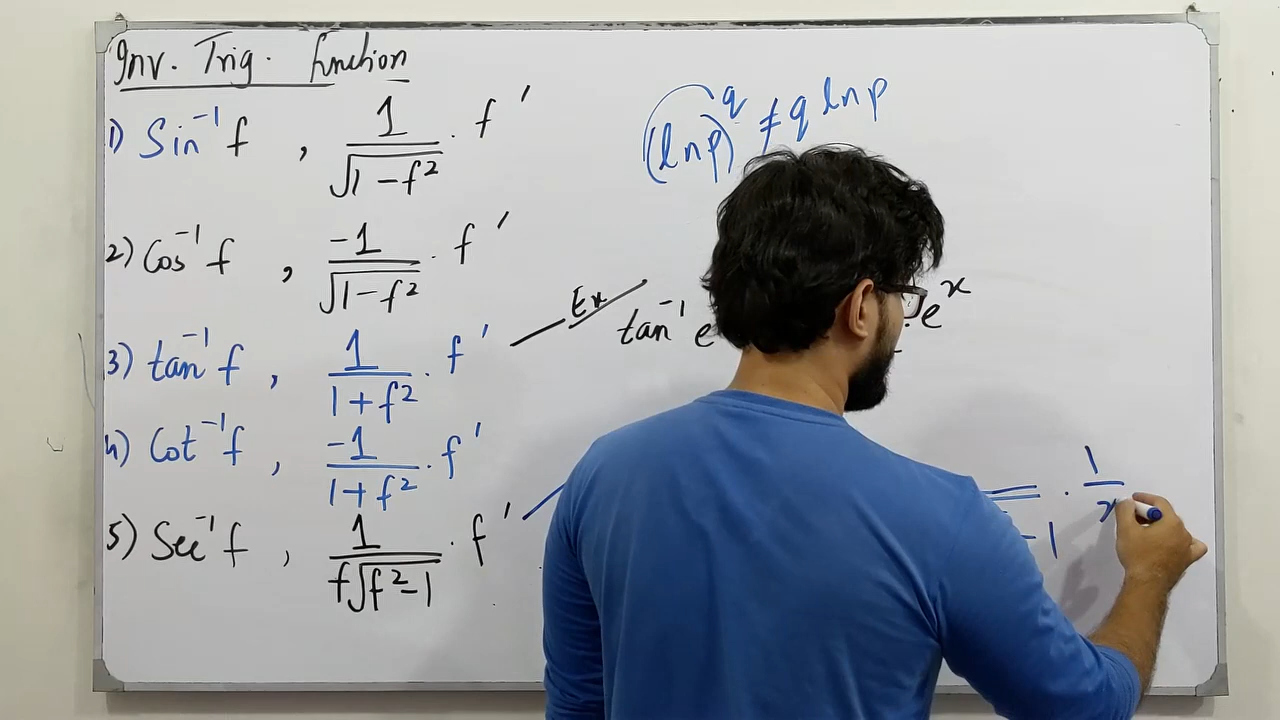 Inv. Trig. function
1) Sin⁻¹ f , 1/√(1-f²) · f′
2) Cos⁻¹ f , -1/√(1-f²) · f′
3) tan⁻¹ f , 1/(1+f²) · f′
4) Cot⁻¹ f , -1/(1+f²) · f′
5) Sec⁻¹ f , 1/(f√(f²-1)) · f′
(ln p)^q ≠ q ln p
Ex
tan⁻¹ e
e^x
-1 · 1/x